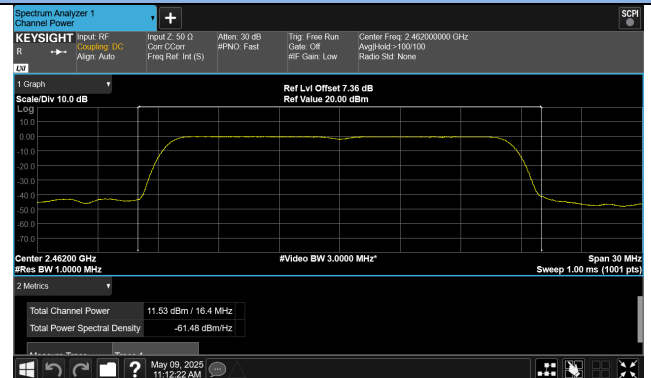 Spectrum Analyzer 1
Channel Power
SCPI
KEYSIGHT
R
LXI
Input: RF
Coupling: DC
Align: Auto
Input Z: 50 Ω
Corr CCorr
Freq Ref: Int (S)
Atten: 30 dB
#PNO: Fast
Trig: Free Run
Gate: Off
#IF Gain: Low
Center Freq: 2.462000000 GHz
Avg|Hold:>100/100
Radio Std: None
1 Graph
Scale/Div 10.0 dB
Ref Lvl Offset 7.36 dB
Ref Value 20.00 dBm
Log
10.0
0.00
-10.0
-20.0
-30.0
-40.0
-50.0
-60.0
-70.0
Center 2.46200 GHz
#Video BW 3.0000 MHz*
Span 30 MHz
#Res BW 1.0000 MHz
Sweep 1.00 ms (1001 pts)
2 Metrics
Total Channel Power 11.53 dBm / 16.4 MHz
Total Power Spectral Density -61.48 dBm/Hz
Measure Trace Trace 1
May 09, 2025
11:12:22 AM